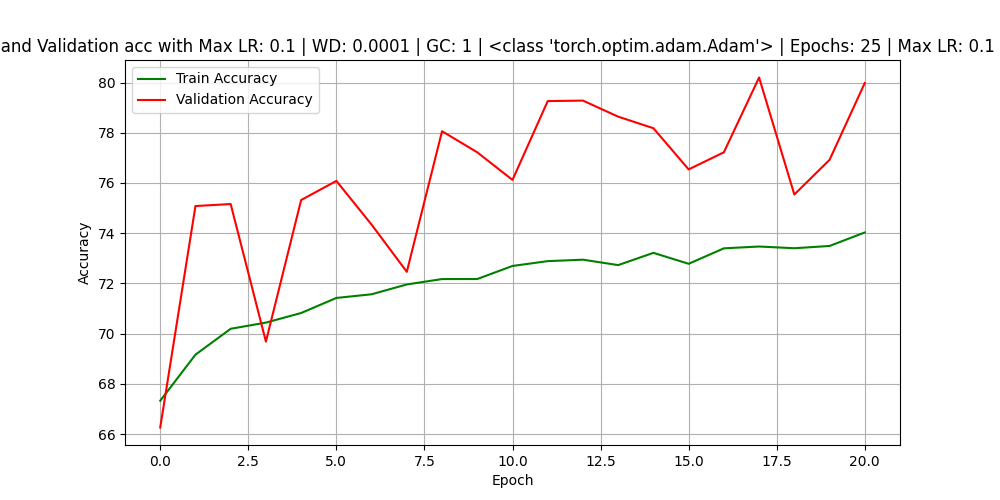 and Validation acc with Max LR: 0.1 | WD: 0.0001 | GC: 1 | <class 'torch.optim.adam.Adam'> | Epochs: 25 | Max LR: 0.1
Train Accuracy
Validation Accuracy
80
78
76
74
72
70
68
66
Accuracy
0.0 2.5 5.0 7.5 10.0 12.5 15.0 17.5 20.0
Epoch